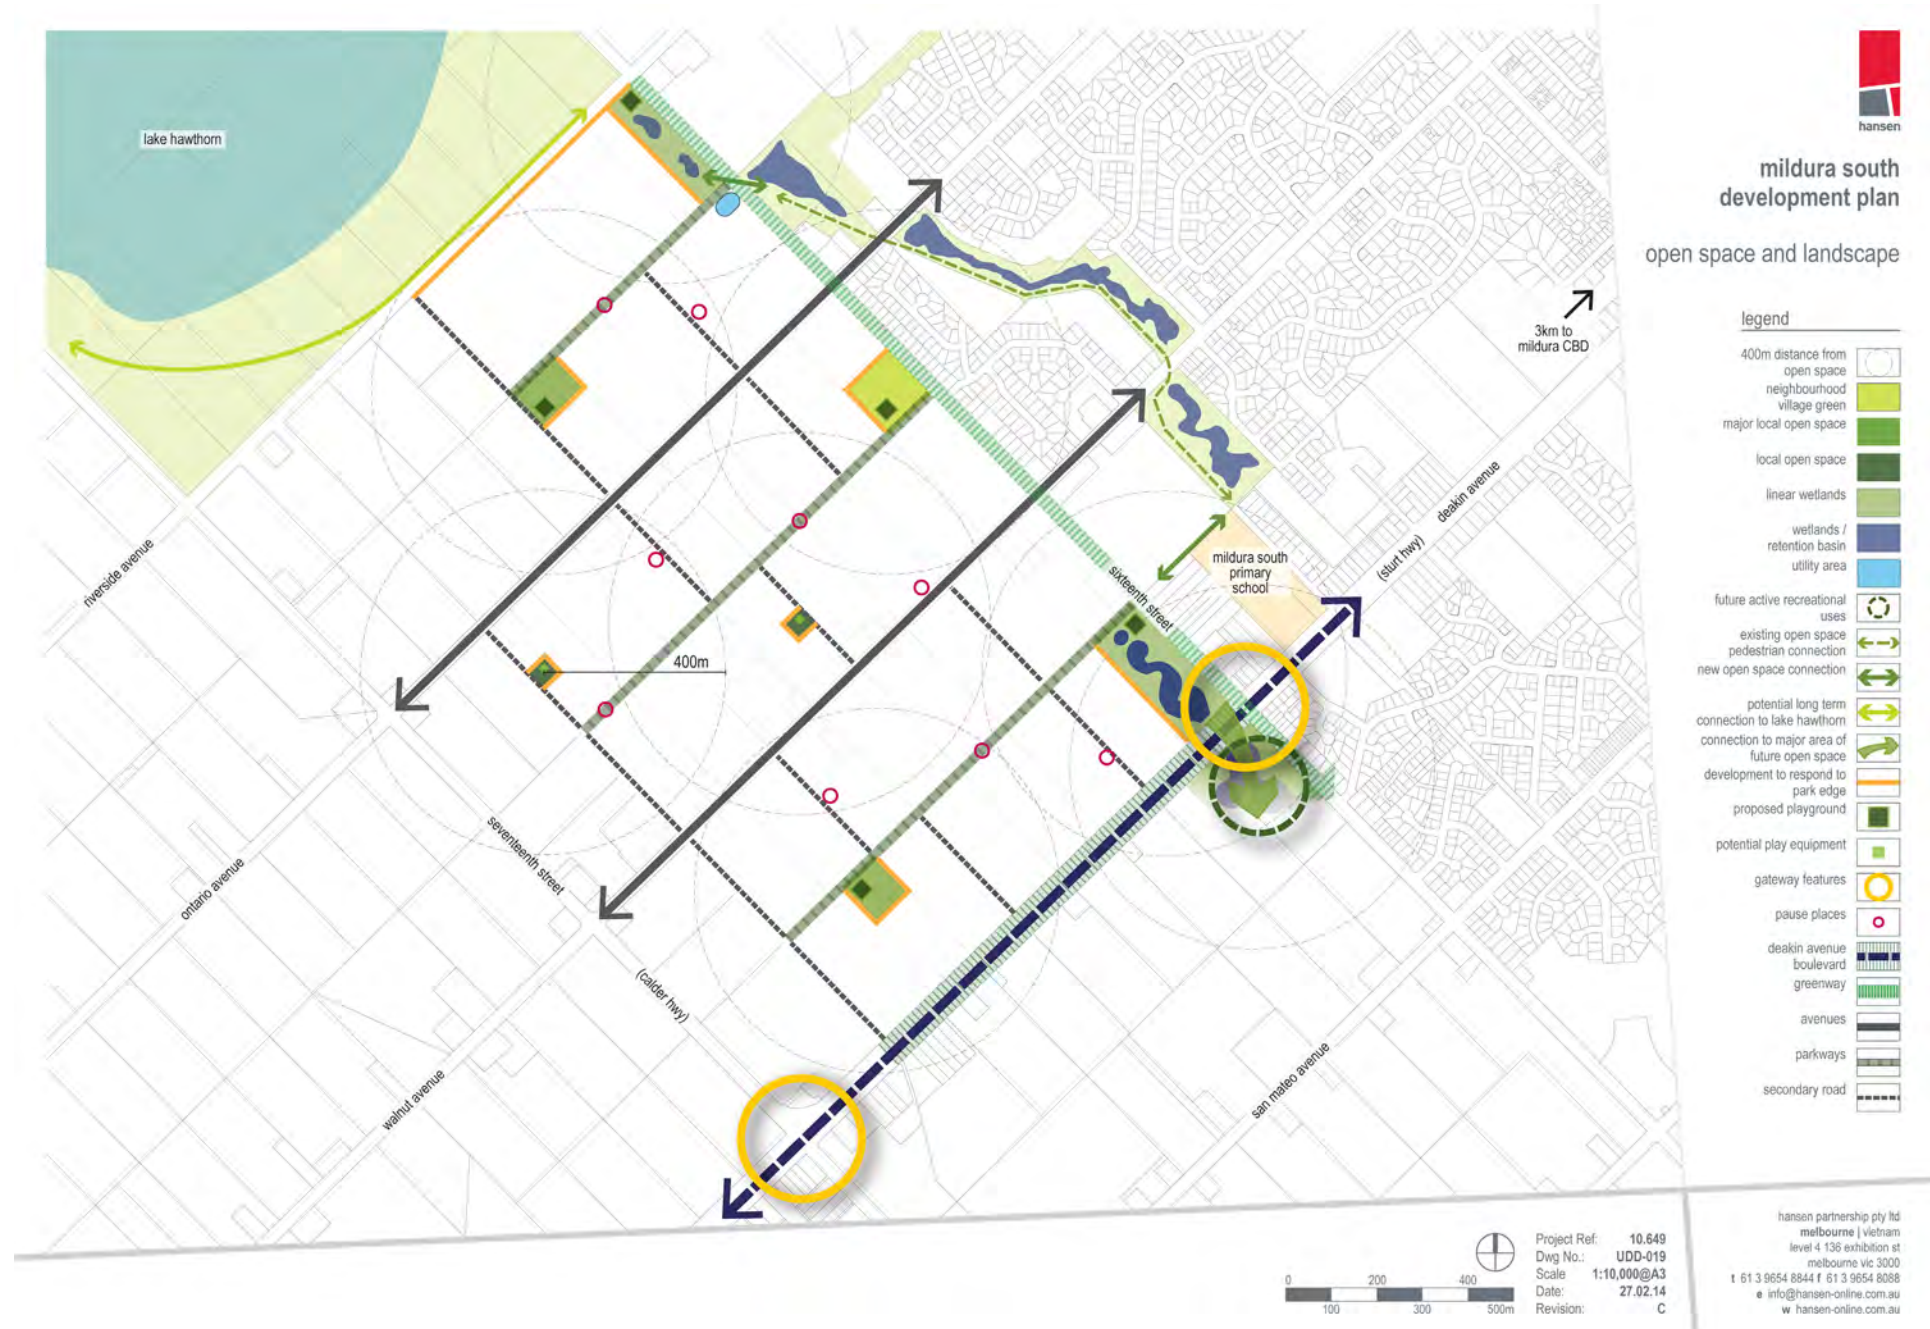 hansen
mildura south
development plan
open space and landscape
legend
400m distance from
open space
neighbourhood
village green
major local open space
local open space
linear wetlands
wetlands /
retention basin
utility area
future active recreational
uses
existing open space
pedestrian connection
new open space connection
potential long term
connection to lake hawthorn
connection to major area of
future open space
development to respond to
park edge
proposed playground
potential play equipment
gateway features
pause places
deakin avenue
boulevard
greenway
avenues
parkways
secondary road
lake hawthorn
3km to
mildura CBD
deakin avenue
(sturt hwy)
mildura south
primary
school
sixteenth street
riverside avenue
400m
seventeenth street
ontario avenue
(calder hwy)
walnut avenue
san mateo avenue
0 200 400
100 300 500m
Project Ref: 10.649
Dwg No.: UDD-019
Scale 1:10,000@A3
Date: 27.02.14
Revision: C
hansen partnership pty ltd
melbourne | vietnam
level 4 136 exhibition st
melbourne vic 3000
t 61 3 9654 8844 f 61 3 9654 8088
e info@hansen-online.com.au
w hansen-online.com.au